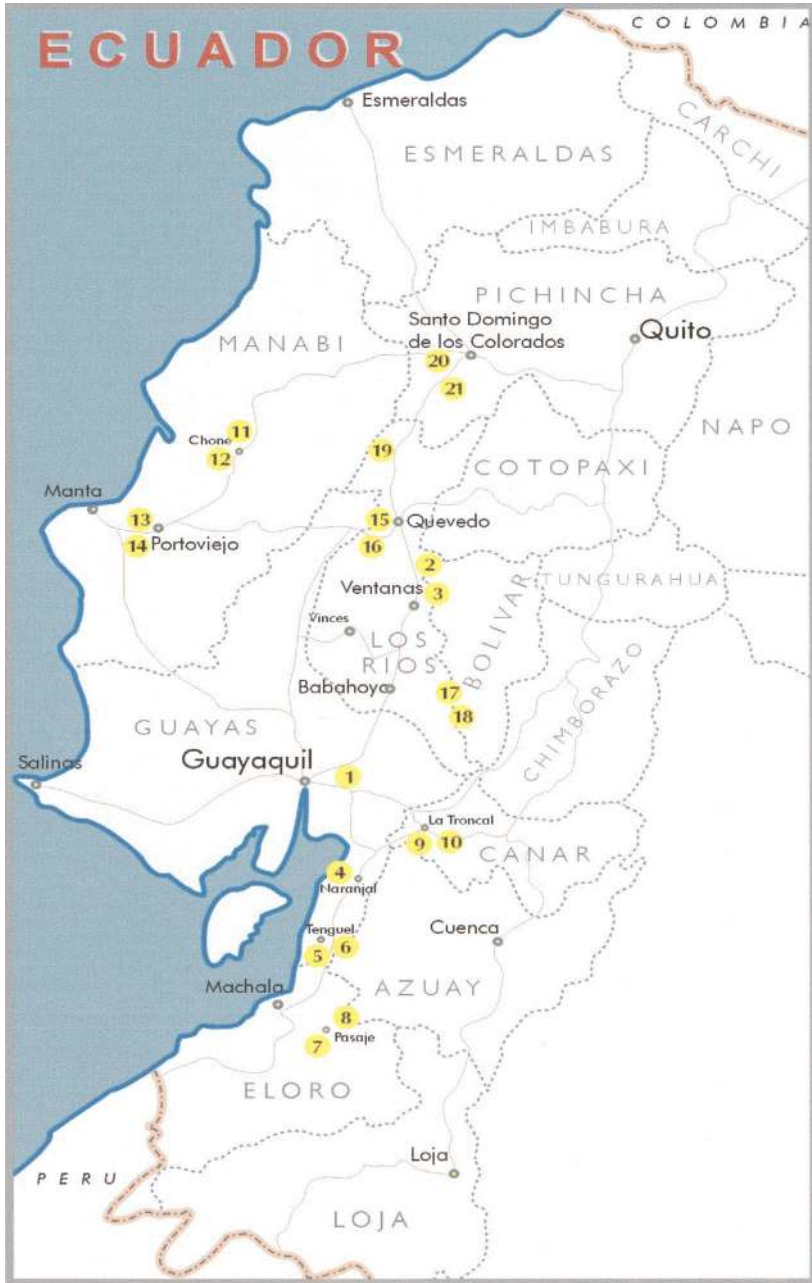 COLOMBIA
ECUADOR
Esmeraldas
CARCHI
ESMERALDAS
IMBABURA
PICHINCHA
Santo Domingo
de los Colorados
Quito
MANABI
20
21
NAPO
11
Chone
12
19
COTOPAXI
Manta
13
15
Quevedo
14
Portoviejo
16
2
TUNGURAHUA
Ventanas
3
BOLIVAR
Vinces
LOS
RIOS
Babahoyo
17
18
CHIMBORAZO
GUAYAS
Salinas
Guayaquil
1
La Troncal
9
10
CANAR
4
Naranjal
Tenguel
6
5
Cuenca
AZUAY
Machala
8
Pasaje
7
ELORO
Loja
PERU
LOJA